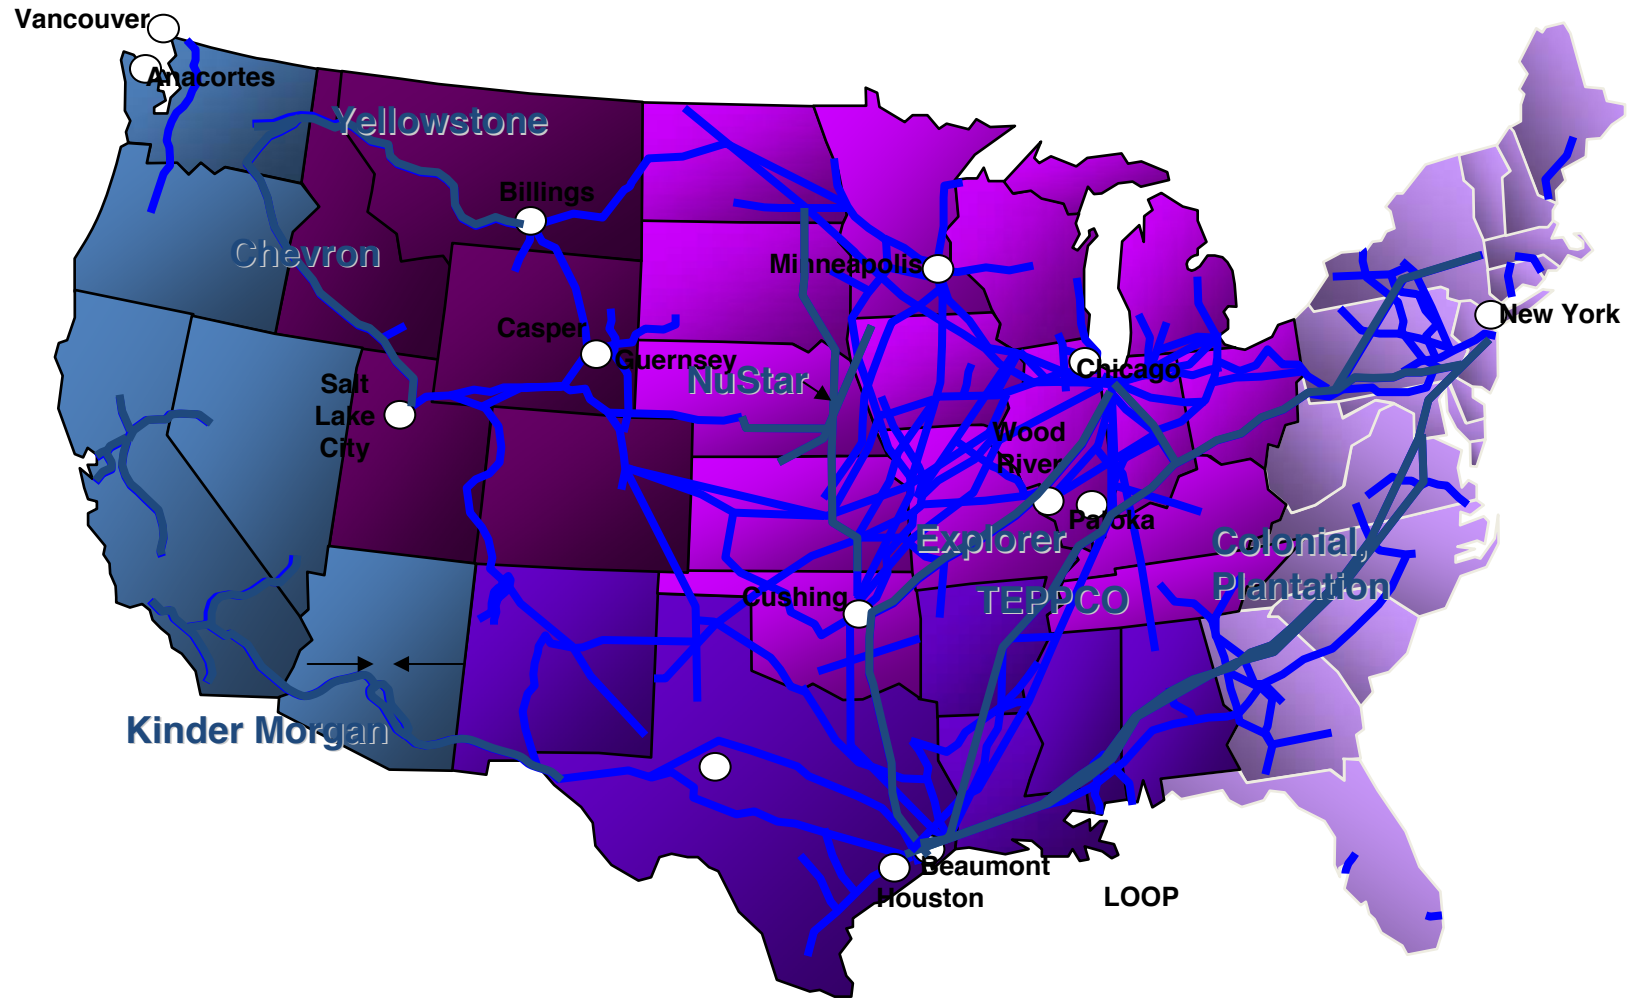 Vancouver
Anacortes
Yellowstone
Billings
Chevron
Minneapolis
New York
Casper
Guernsey
Chicago
NuStar
Salt
Lake
City
Wood
River
Patoka
Explorer
Colonial,
Plantation
Cushing
TEPPCO
Kinder Morgan
Beaumont
Houston
LOOP